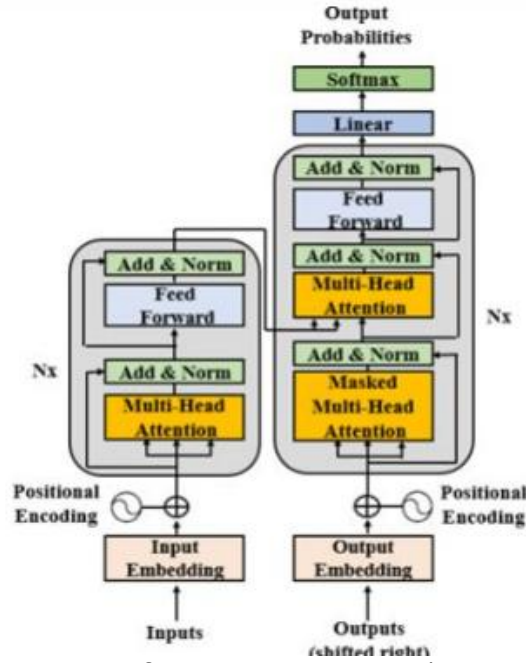 Output
Probabilities
Softmax
Linear
Add & Norm
Feed
Forward
Add & Norm
Multi-Head
Attention
Nx
Add & Norm
Masked
Multi-Head
Attention
Add & Norm
Feed
Forward
Nx
Add & Norm
Multi-Head
Attention
Positional
Encoding
Positional
Encoding
Input
Embedding
Output
Embedding
Inputs
Outputs
(shifted right)